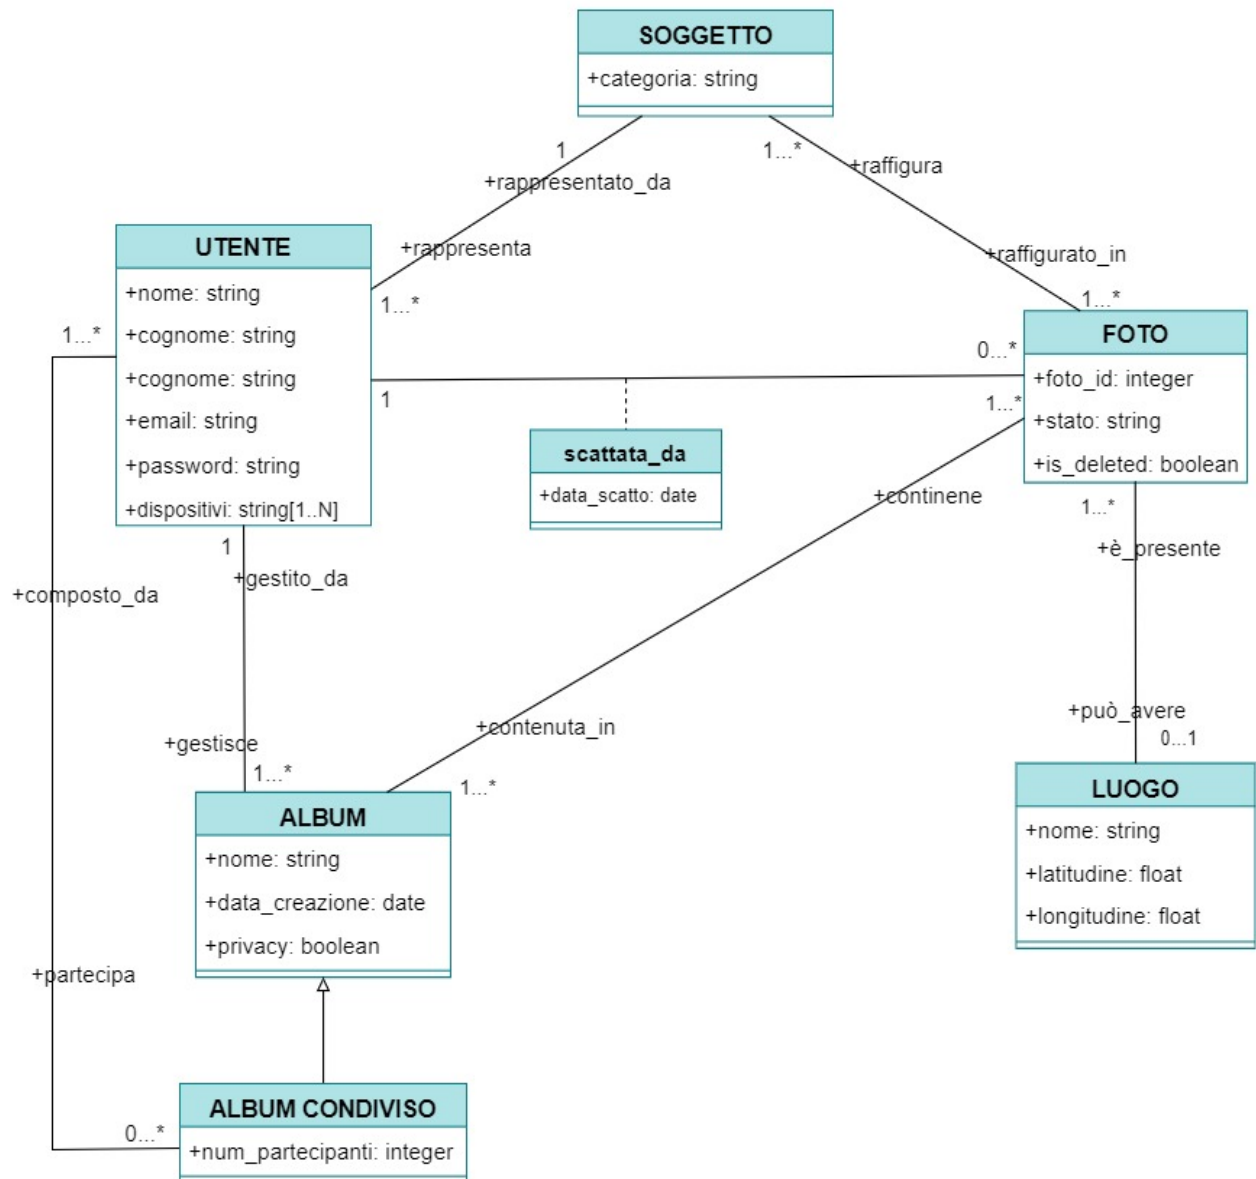 SOGGETTO
+categoria: string
1
1...*
+raffigura
+rappresentato_da
UTENTE
+rappresenta
+raffigurato_in
+nome: string
1...*
1...*
1...*
+cognome: string
FOTO
0...*
+cognome: string
+foto_id: integer
1
1...*
+email: string
+stato: string
scattata_da
+password: string
+is_deleted: boolean
+data_scatto: date
+continene
+dispositivi: string[1..N]
1...*
1
+è_presente
+gestito_da
+composto_da
+può_avere
+contenuta_in
0...1
+gestisce
1...*
1...*
LUOGO
ALBUM
+nome: string
+nome: string
+latitudine: float
+data_creazione: date
+longitudine: float
+privacy: boolean
+partecipa
ALBUM CONDIVISO
0...*
+num_partecipanti: integer